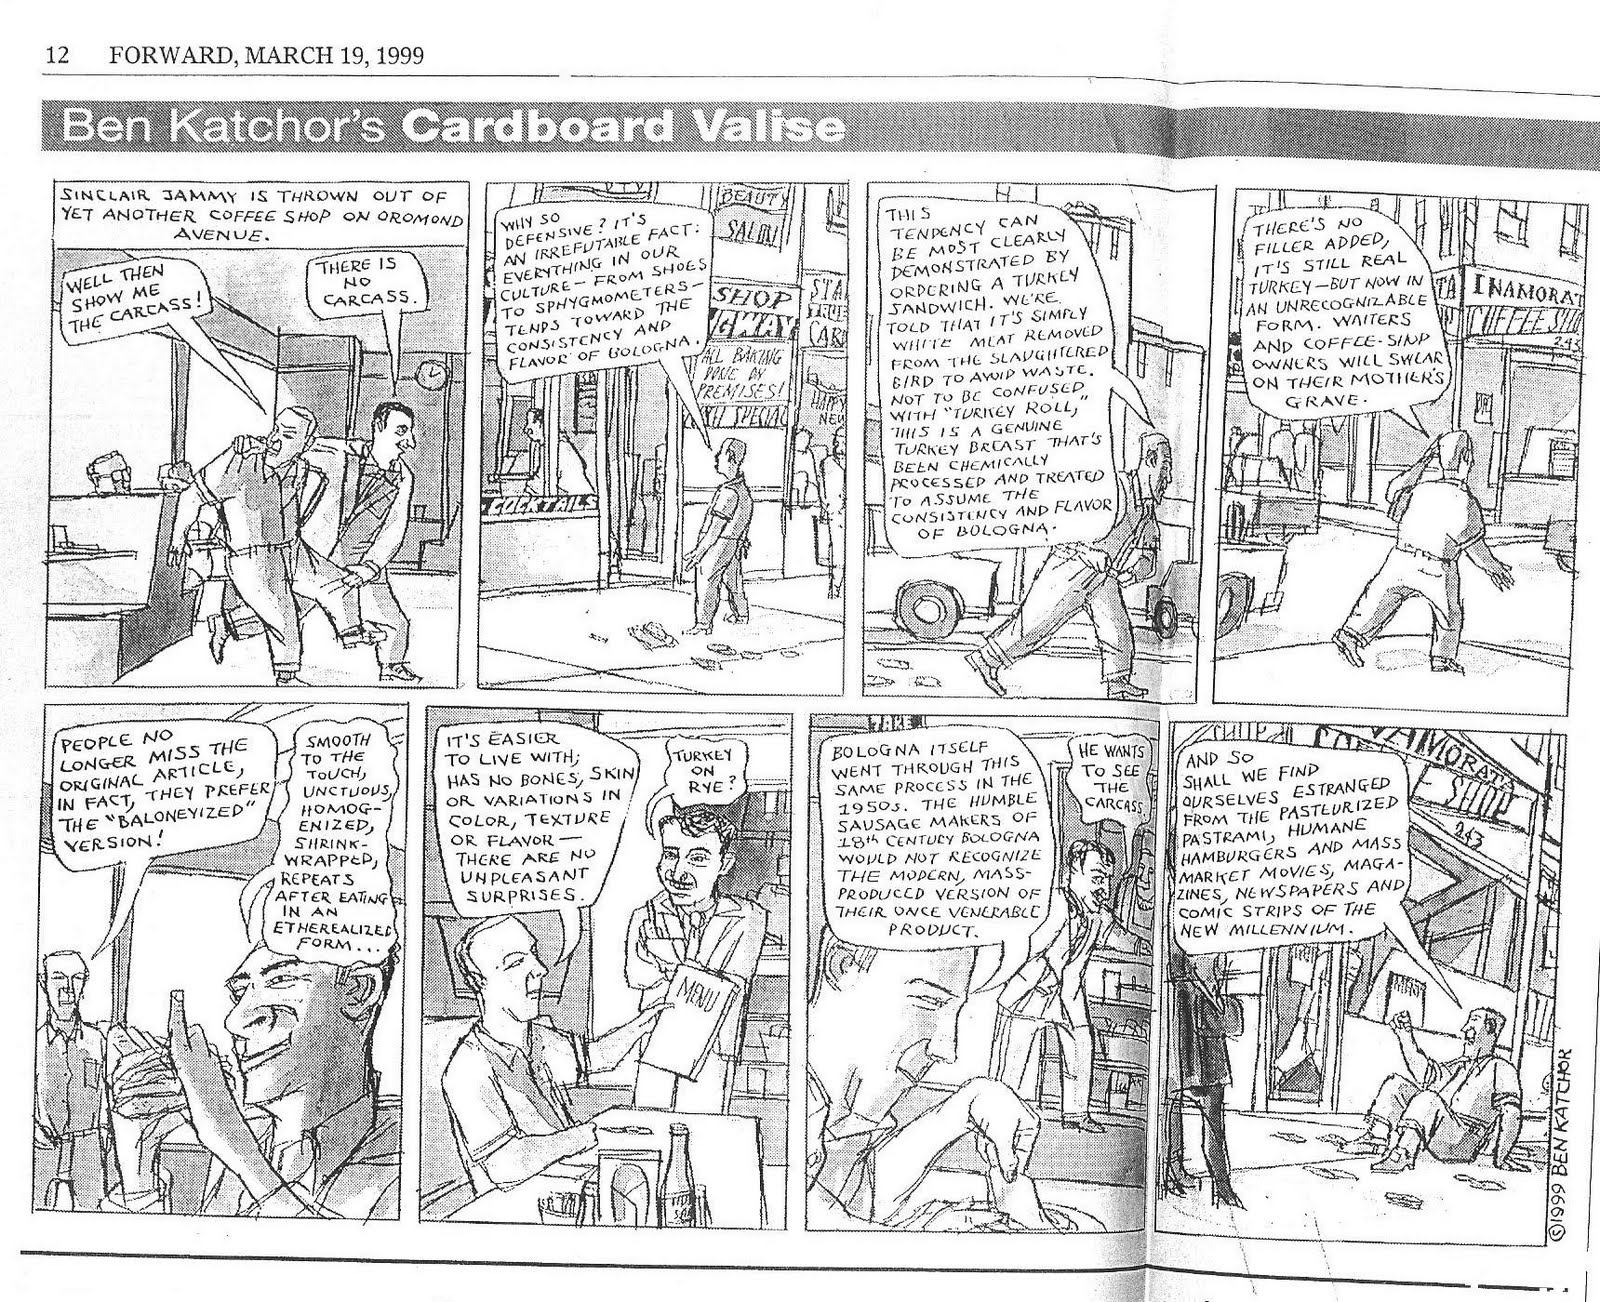 12 FORWARD, MARCH 19, 1999
Ben Katchor's Cardboard Valise
SINCLAIR JAMMY IS THROWN OUT OF
YET ANOTHER COFFEE SHOP ON OROMOND
AVENUE.
WELL THEN
SHOW ME
THE CARCASS!
THERE IS
NO
CARCASS.
WHY SO
DEFENSIVE? IT'S
AN IRREFUTABLE FACT:
EVERYTHING IN OUR
CULTURE—FROM SHOES
TO SPHYGMOMETERS—
TENDS TOWARD THE
CONSISTENCY AND
FLAVOR OF BOLOGNA.
BEAUTY
SALON
SHOP
GWAY
ALL BAKING
DONE ON
PREMISES!
SPECIAL
HAPPY
NEW
COCKTAILS
THIS
TENDENCY CAN
BE MOST CLEARLY
DEMONSTRATED BY
ORDERING A TURKEY
SANDWICH. WE'RE
TOLD THAT IT'S SIMPLY
WHITE MEAT REMOVED
FROM THE SLAUGHTERED
BIRD TO AVOID WASTE.
NOT TO BE CONFUSED
WITH "TURKEY ROLL,"
THIS IS A GENUINE
TURKEY BREAST THAT'S
BEEN CHEMICALLY
PROCESSED AND TREATED
TO ASSUME THE
CONSISTENCY AND FLAVOR
OF BOLOGNA.
THERE'S NO
FILLER ADDED,
IT'S STILL REAL
TURKEY—BUT NOW IN
AN UNRECOGNIZABLE
FORM. WAITERS
AND COFFEE-SHOP
OWNERS WILL SWEAR
ON THEIR MOTHER'S
GRAVE.
INAMORAT
COFFEE SHO
243
PEOPLE NO
LONGER MISS THE
ORIGINAL ARTICLE,
IN FACT, THEY PREFER
THE "BALONEYIZED"
VERSION!
SMOOTH
TO THE
TOUCH,
UNCTUOUS,
HOMOG-
ENIZED,
SHRINK-
WRAPPED,
REPEATS
AFTER EATING
IN AN
ETHEREALIZED
FORM...
IT'S EASIER
TO LIVE WITH;
HAS NO BONES, SKIN
OR VARIATIONS IN
COLOR, TEXTURE
OR FLAVOR—
THERE ARE NO
UNPLEASANT
SURPRISES.
TURKEY
ON
RYE?
MENU
TAKE
BOLOGNA ITSELF
WENT THROUGH THIS
SAME PROCESS IN THE
1950s. THE HUMBLE
SAUSAGE MAKERS OF
18th CENTURY BOLOGNA
WOULD NOT RECOGNIZE
THE MODERN, MASS-
PRODUCED VERSION OF
THEIR ONCE VENERABLE
PRODUCT.
HE WANTS
TO SEE
THE
CARCASS.
AND SO
SHALL WE FIND
OURSELVES ESTRANGED
FROM THE PASTEURIZED
PASTRAMI, HUMANE
HAMBURGERS AND MASS
MARKET MOVIES, MAGA-
ZINES, NEWSPAPERS AND
COMIC STRIPS OF THE
NEW MILLENNIUM.
AMORATA
SHOP
243
©1999 BEN KATCHOR